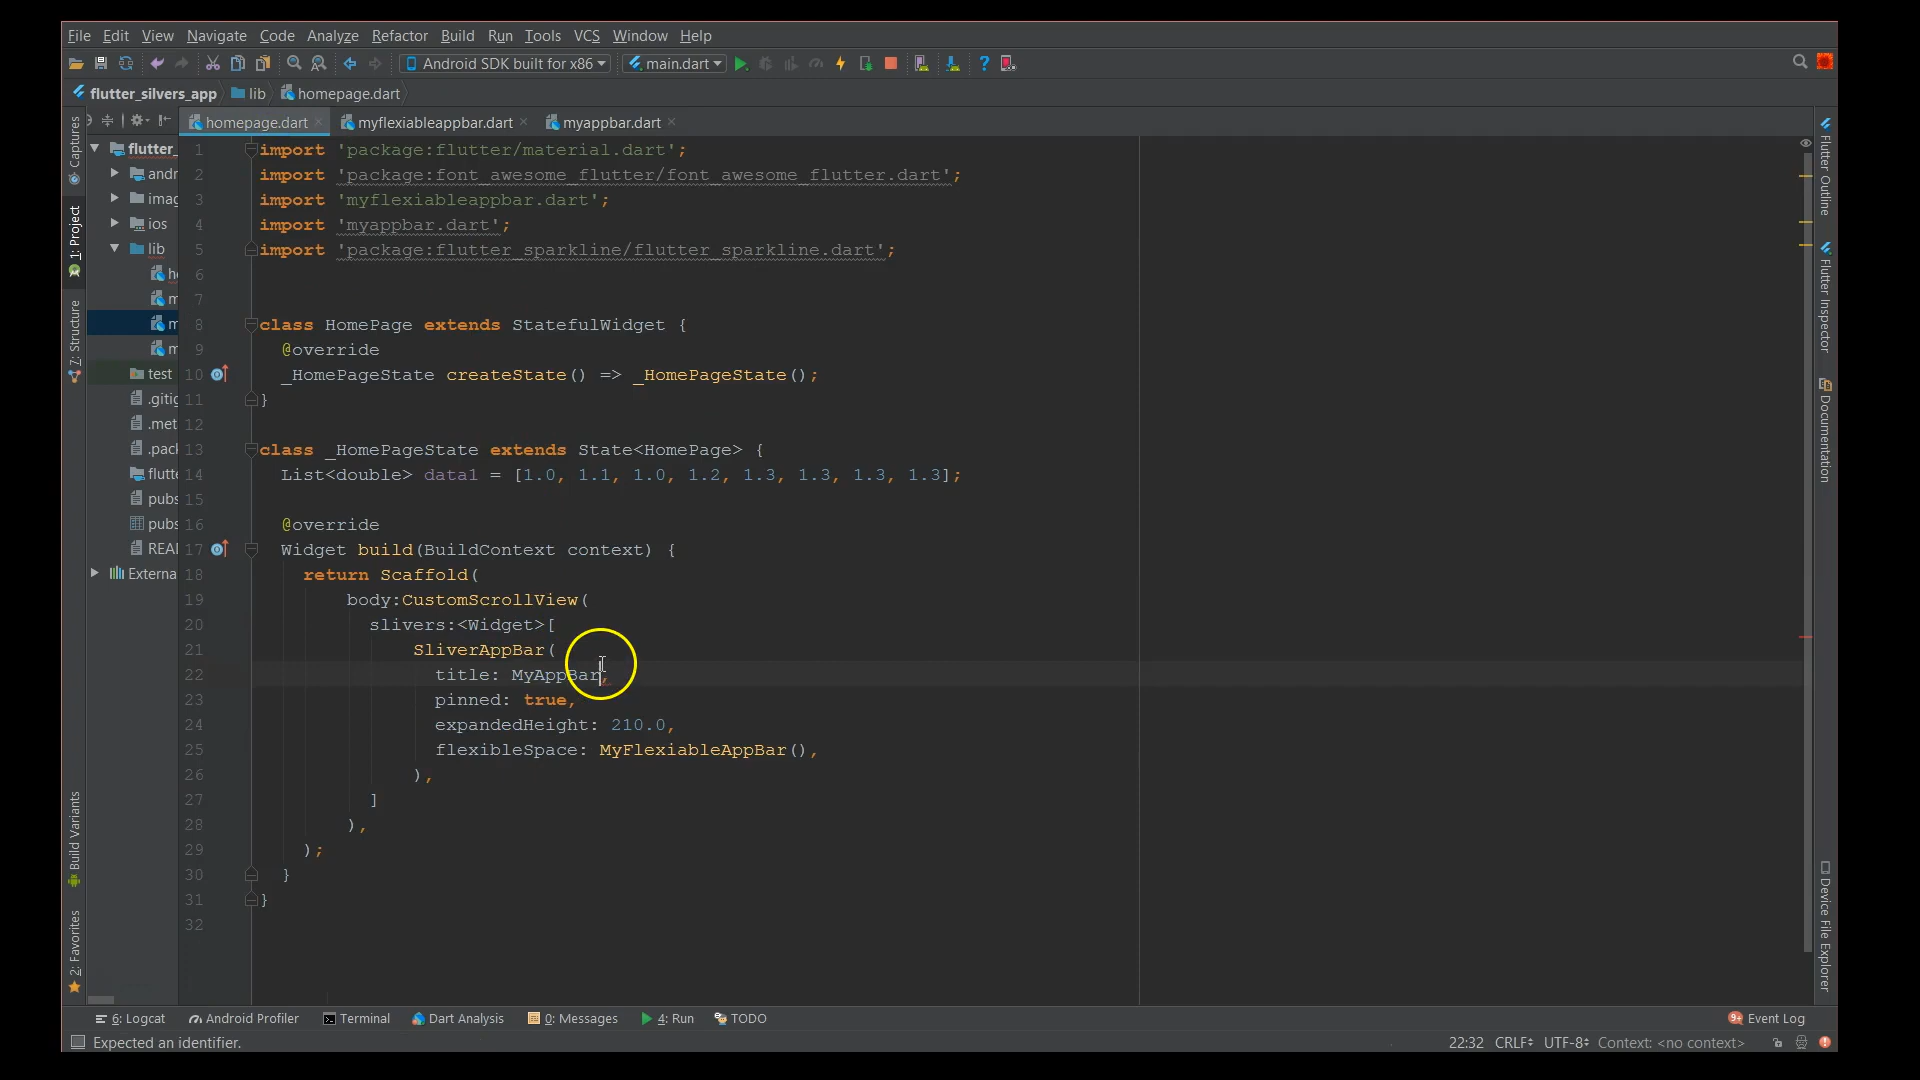 File Edit View Navigate Code Analyze Refactor Build Run Tools VCS Window Help
Android SDK built for x86 main.dart
flutter_silvers_app lib homepage.dart
homepage.dart myflexiableappbar.dart myappbar.dart
Captures
1: Project
7: Structure
Build Variants
2: Favorites
flutter_
andr
imag
ios
lib
test
.gitig
.met
.pack
flutte
pubs
pubs
REAI
Externa
1 import 'package:flutter/material.dart';
2 import 'package:font_awesome_flutter/font_awesome_flutter.dart';
3 import 'myflexiableappbar.dart';
4 import 'myappbar.dart';
5 import 'package:flutter_sparkline/flutter_sparkline.dart';
6
7
8 class HomePage extends StatefulWidget {
9 @override
10 _HomePageState createState() => _HomePageState();
11 }
12
13 class _HomePageState extends State<HomePage> {
14 List<double> data1 = [1.0, 1.1, 1.0, 1.2, 1.3, 1.3, 1.3, 1.3];
15
16 @override
17 Widget build(BuildContext context) {
18 return Scaffold(
19 body:CustomScrollView(
20 slivers:<Widget>[
21 SliverAppBar(
22 title: MyAppBar,
23 pinned: true,
24 expandedHeight: 210.0,
25 flexibleSpace: MyFlexiableAppBar(),
26 ),
27 ]
28 ),
29 );
30 }
31 }
32
Flutter Outline
Flutter Inspector
Documentation
Device File Explorer
6: Logcat Android Profiler Terminal Dart Analysis 0: Messages 4: Run TODO 9+ Event Log
Expected an identifier. 22:32 CRLF UTF-8 Context: <no context>